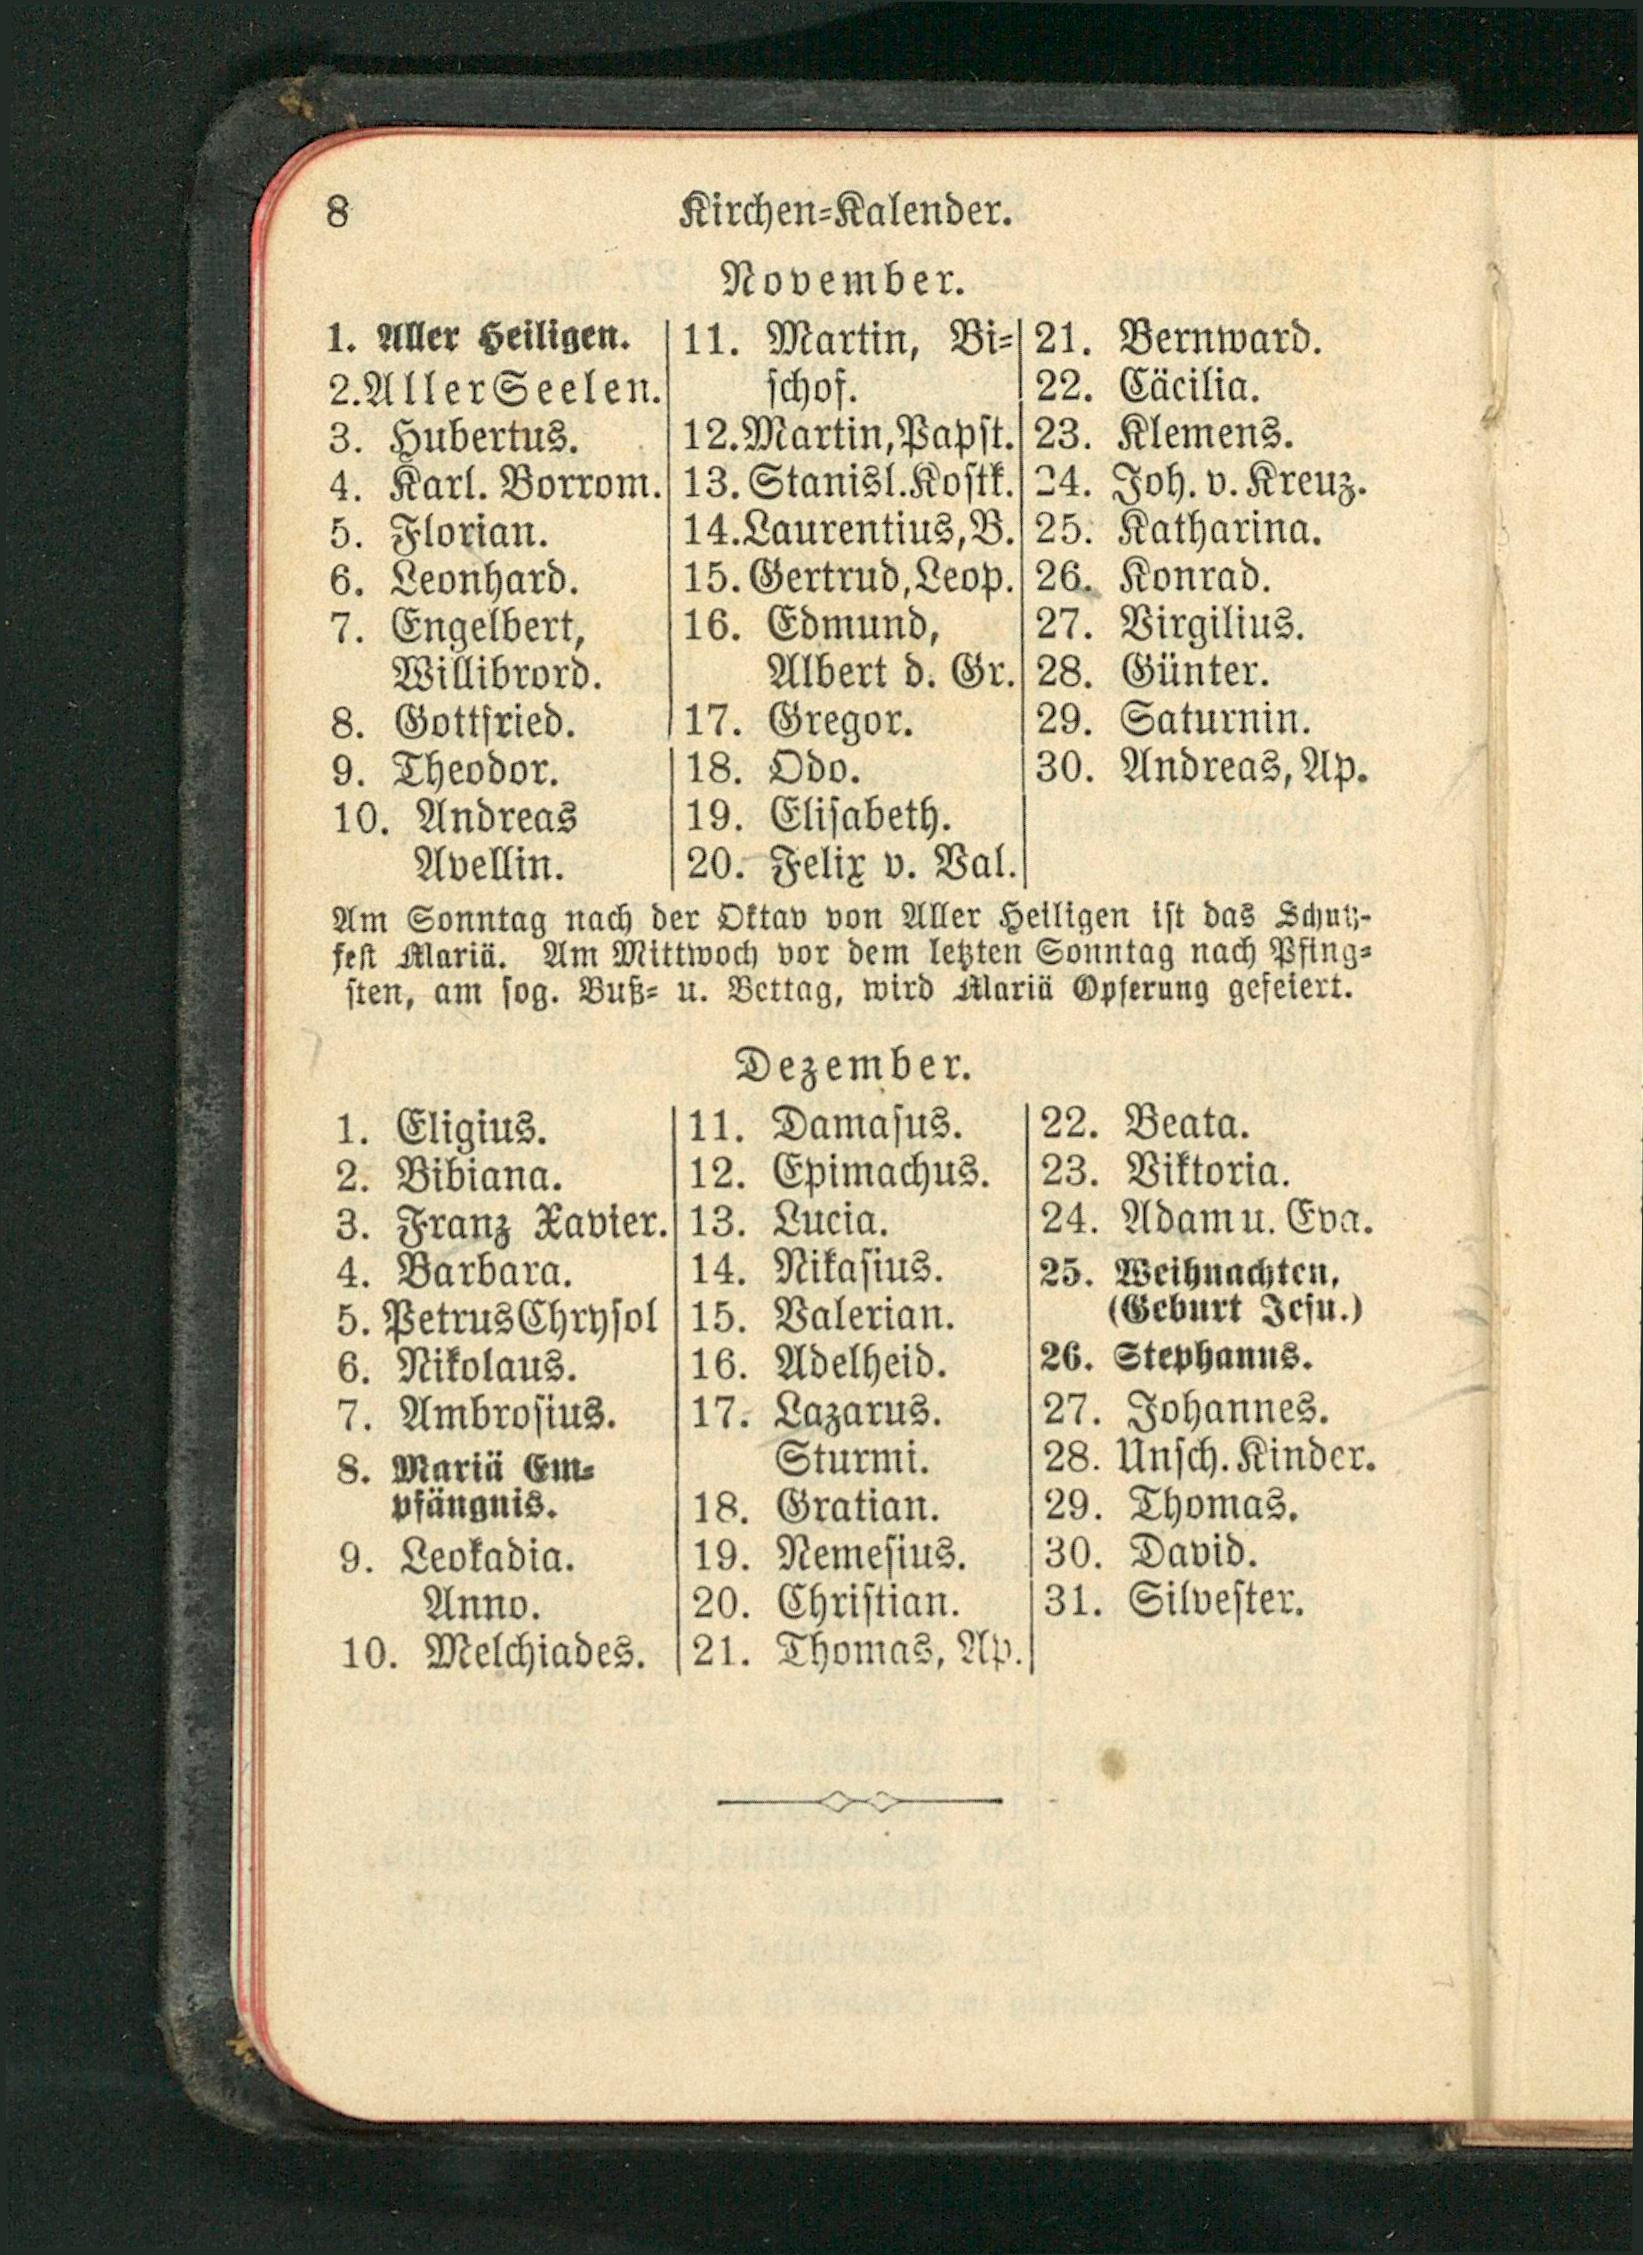 8
Kirchen-Kalender.
November.
1. Aller Heiligen.
2. Aller Seelen.
3. Hubertus.
4. Karl. Borrom.
5. Florian.
6. Leonhard.
7. Engelbert,
Willibrord.
8. Gottfried.
9. Theodor.
10. Andreas
Avellin.
11. Martin, Bi-
schof.
12. Martin, Papst.
13. Stanisl. Kostk.
14. Laurentius, B.
15. Gertrud, Leop.
16. Edmund,
Albert d. Gr.
17. Gregor.
18. Odo.
19. Elisabeth.
20. Felix v. Val.
21. Bernward.
22. Cäcilia.
23. Klemens.
24. Joh. v. Kreuz.
25. Katharina.
26. Konrad.
27. Virgilius.
28. Günter.
29. Saturnin.
30. Andreas, Ap.
Am Sonntag nach der Oktav von Aller Heiligen ist das Schutz-
fest Mariä. Am Mittwoch vor dem letzten Sonntag nach Pfing-
sten, am sog. Buß- u. Bettag, wird Mariä Opferung gefeiert.
Dezember.
1. Eligius.
2. Bibiana.
3. Franz Xavier.
4. Barbara.
5. Petrus Chrysol
6. Nikolaus.
7. Ambrosius.
8. Mariä Em-
pfängnis.
9. Leokadia.
Anno.
10. Melchiades.
11. Damasus.
12. Epimachus.
13. Lucia.
14. Nikasius.
15. Valerian.
16. Adelheid.
17. Lazarus.
Sturmi.
18. Gratian.
19. Nemesius.
20. Christian.
21. Thomas, Ap.
22. Beata.
23. Viktoria.
24. Adam u. Eva.
25. Weihnachten,
(Geburt Jesu.)
26. Stephanus.
27. Johannes.
28. Unsch. Kinder.
29. Thomas.
30. David.
31. Silvester.